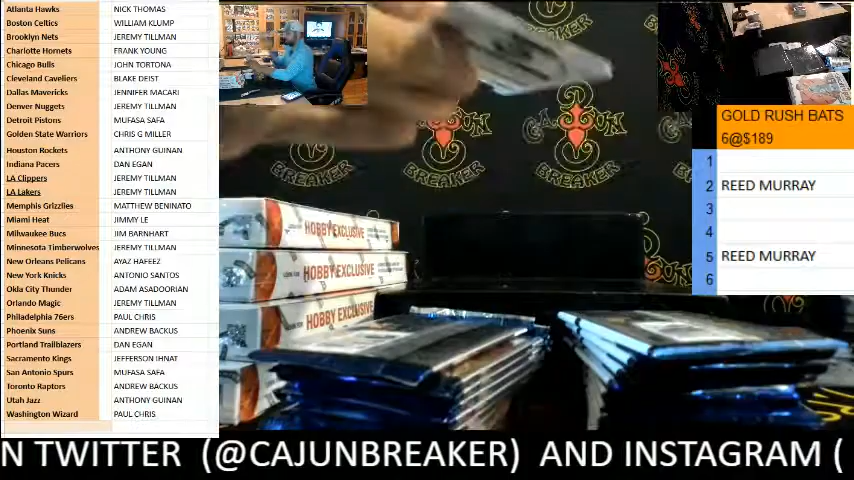 Atlanta Hawks NICK THOMAS
Boston Celtics WILLIAM KLUMP
Brooklyn Nets JEREMY TILLMAN
Charlotte Hornets FRANK YOUNG
Chicago Bulls JOHN TORTONA
Cleveland Caveliers BLAKE DEIST
Dallas Mavericks JENNIFER MACARI
Denver Nuggets JEREMY TILLMAN
Detroit Pistons MUFASA SAFA
Golden State Warriors CHRIS G MILLER
Houston Rockets ANTHONY GUINAN
Indiana Pacers DAN EGAN
LA Clippers JEREMY TILLMAN
LA Lakers JEREMY TILLMAN
Memphis Grizzlies MATTHEW BENINATO
Miami Heat JIMMY LE
Milwaukee Bucs JIM BARNHART
Minnesota Timberwolves JEREMY TILLMAN
New Orleans Pelicans AYAZ HAFEEZ
New York Knicks ANTONIO SANTOS
Okla City Thunder ADAM ASADOORIAN
Orlando Magic JEREMY TILLMAN
Philadelphia 76ers PAUL CHRIS
Phoenix Suns ANDREW BACKUS
Portland Trailblazers DAN EGAN
Sacramento Kings JEFFERSON IHNAT
San Antonio Spurs MUFASA SAFA
Toronto Raptors ANDREW BACKUS
Utah Jazz ANTHONY GUINAN
Washington Wizard PAUL CHRIS
GOLD RUSH BATS
6@$189
1
2 REED MURRAY
3
4
5 REED MURRAY
6
BREAKER
BREAKER
BREAKER
BREAKER
HOBBY EXCLUSIVE
HOBBY EXCLUSIVE
HOBBY EXCLUSIVE
N TWITTER (@CAJUNBREAKER) AND INSTAGRAM (